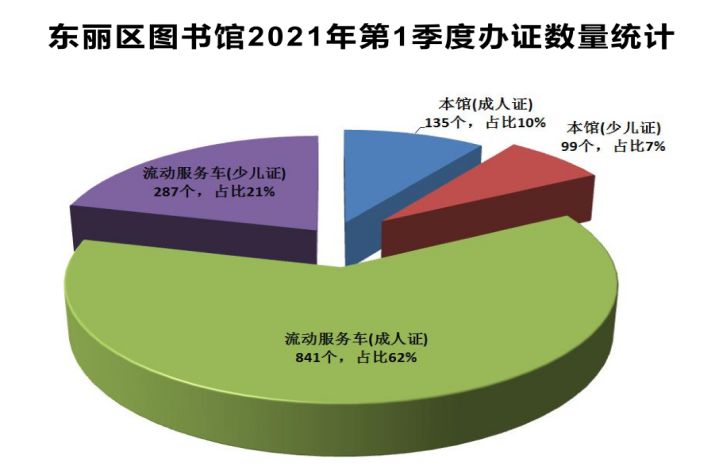 东丽区图书馆2021年第1季度办证数量统计
本馆(成人证)
135个，占比10%
本馆(少儿证)
99个，占比7%
流动服务车(少儿证)
287个，占比21%
流动服务车(成人证)
841个，占比62%